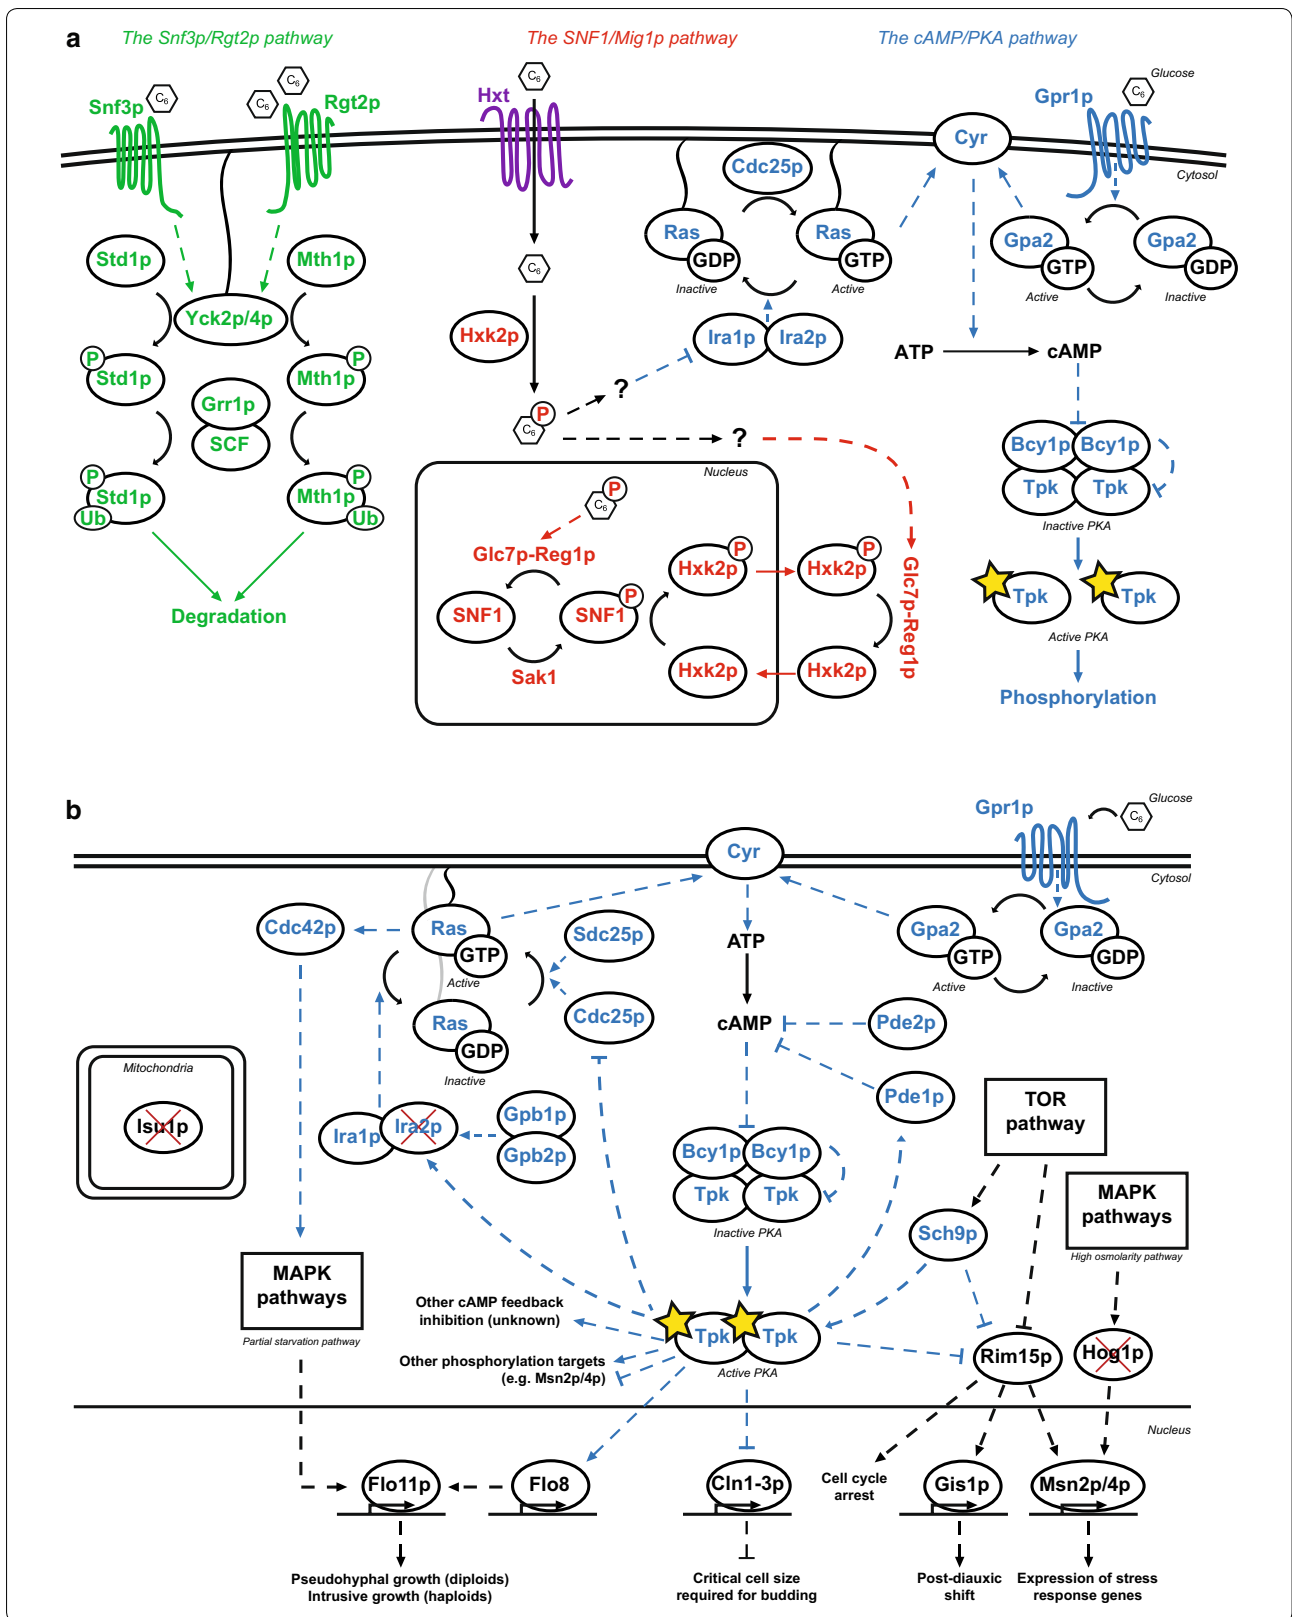 a
The Snf3p/Rgt2p pathway
The SNF1/Mig1p pathway
The cAMP/PKA pathway
Snf3p
C6
C6
C6
Rgt2p
Hxt
C6
Gpr1p
Glucose
C6
Cytosol
Cyr
Cdc25p
Ras
GDP
Inactive
Ras
GTP
Active
Gpa2
GTP
Active
Gpa2
GDP
Inactive
Std1p
Mth1p
Yck2p/4p
C6
Hxk2p
Ira1p
Ira2p
ATP
cAMP
P
Std1p
P
Mth1p
Grr1p
SCF
?
C6
P
?
Bcy1p
Bcy1p
Tpk
Tpk
Inactive PKA
P
Std1p
Ub
P
Mth1p
Ub
Nucleus
C6
P
Glc7p-Reg1p
SNF1
SNF1
P
Sak1
Hxk2p
P
Hxk2p
P
Hxk2p
Hxk2p
Glc7p-Reg1p
Degradation
Tpk
Tpk
Active PKA
Phosphorylation
b
Gpr1p
Glucose
C6
Cytosol
Cyr
Cdc42p
Ras
GTP
Active
Ras
GDP
Inactive
Sdc25p
Cdc25p
ATP
cAMP
Gpa2
GTP
Active
Gpa2
GDP
Inactive
Pde2p
Pde1p
Mitochondria
Isu1p
Ira1p
Ira2p
Gpb1p
Gpb2p
Bcy1p
Bcy1p
Tpk
Tpk
Inactive PKA
TOR
pathway
MAPK
pathways
High osmolarity pathway
Sch9p
MAPK
pathways
Partial starvation pathway
Other cAMP feedback
inhibition (unknown)
Other phosphorylation targets
(e.g. Msn2p/4p)
Tpk
Tpk
Active PKA
Rim15p
Hog1p
Nucleus
Flo11p
Flo8
Cln1-3p
Cell cycle
arrest
Gis1p
Msn2p/4p
Pseudohyphal growth (diploids)
Intrusive growth (haploids)
Critical cell size
required for budding
Post-diauxic
shift
Expression of stress
response genes